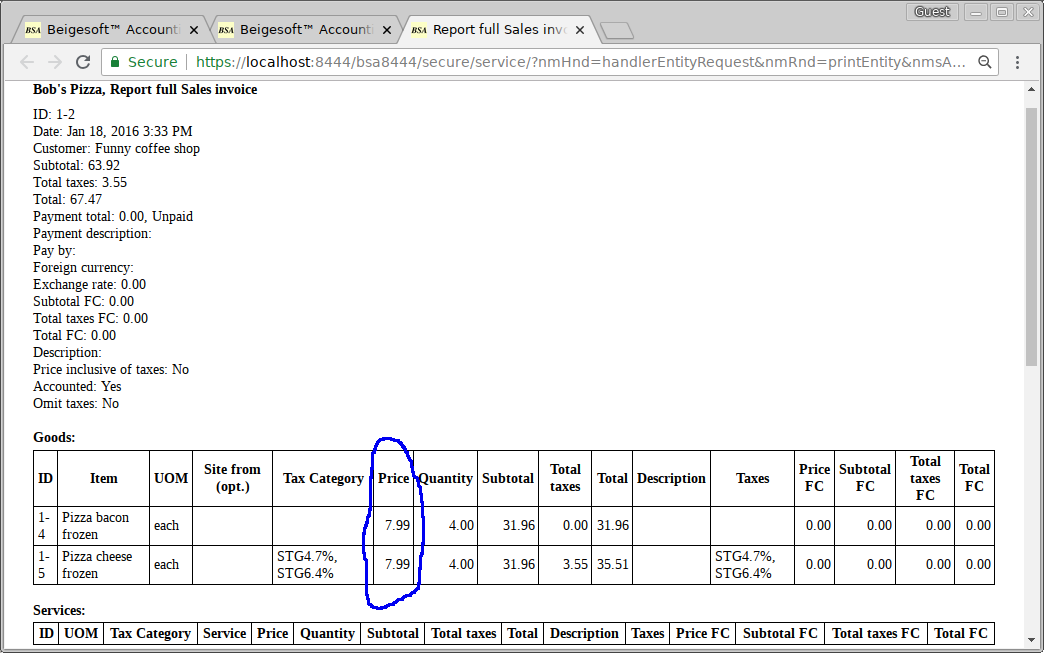 Guest
BSA Beigesoft™ Account
BSA Beigesoft™ Account
BSA Report full Sales inv
Secure https://localhost:8444/bsa8444/secure/service/?nmHnd=handlerEntityRequest&nmRnd=printEntity&nmsA...
Bob's Pizza, Report full Sales invoice
ID: 1-2
Date: Jan 18, 2016 3:33 PM
Customer: Funny coffee shop
Subtotal: 63.92
Total taxes: 3.55
Total: 67.47
Payment total: 0.00, Unpaid
Payment description:
Pay by:
Foreign currency:
Exchange rate: 0.00
Subtotal FC: 0.00
Total taxes FC: 0.00
Total FC: 0.00
Description:
Price inclusive of taxes: No
Accounted: Yes
Omit taxes: No
Goods:
ID Item UOM Site from (opt.) Tax Category Price Quantity Subtotal Total taxes Total Description Taxes Price FC Subtotal FC Total taxes FC Total FC
1-4 Pizza bacon frozen each 7.99 4.00 31.96 0.00 31.96 0.00 0.00 0.00 0.00
1-5 Pizza cheese frozen each STG4.7%, STG6.4% 7.99 4.00 31.96 3.55 35.51 STG4.7%, STG6.4% 0.00 0.00 0.00 0.00
Services:
ID UOM Tax Category Service Price Quantity Subtotal Total taxes Total Description Taxes Price FC Subtotal FC Total taxes FC Total FC